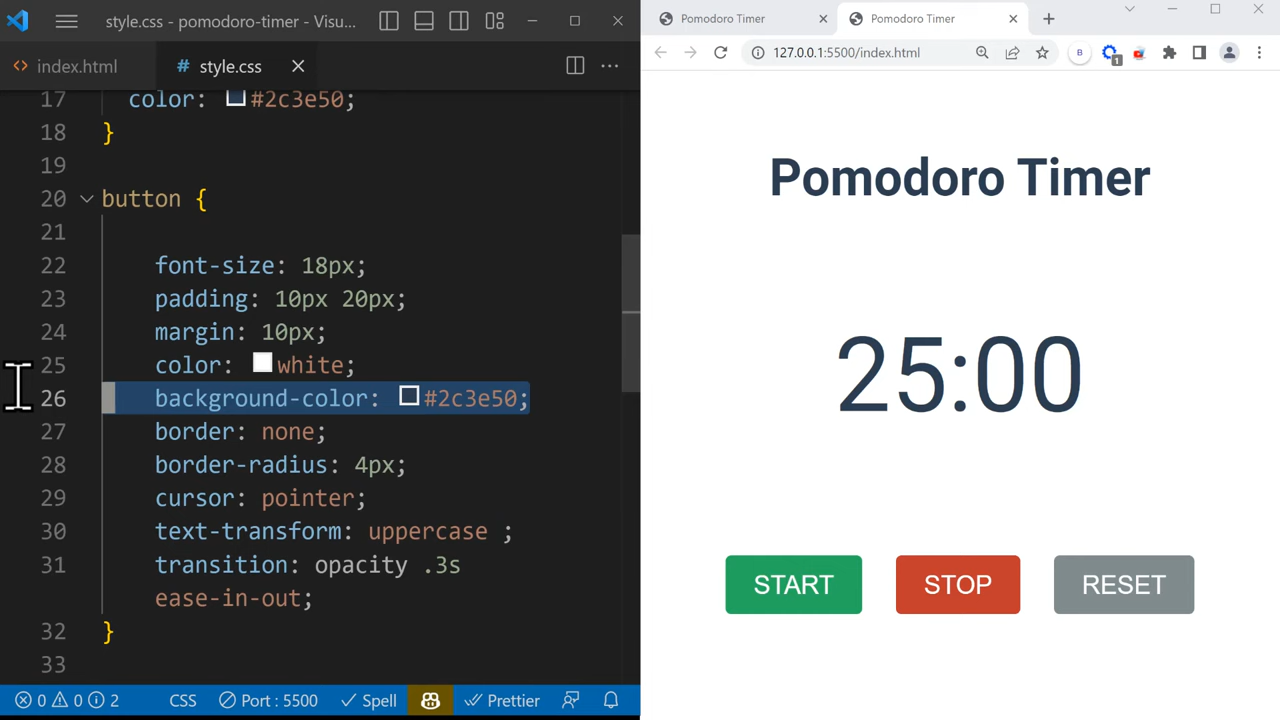 style.css - pomodoro-timer - Visu...
index.html
# style.css
17 color: #2c3e50;
18 }
19
20 button {
21
22 font-size: 18px;
23 padding: 10px 20px;
24 margin: 10px;
25 color: white;
26 background-color: #2c3e50;
27 border: none;
28 border-radius: 4px;
29 cursor: pointer;
30 text-transform: uppercase ;
31 transition: opacity .3s
ease-in-out;
32 }
33
0 0 2 CSS Port : 5500 Spell Prettier
Pomodoro Timer
Pomodoro Timer
127.0.0.1:5500/index.html
B
1
Pomodoro Timer
25:00
START
STOP
RESET